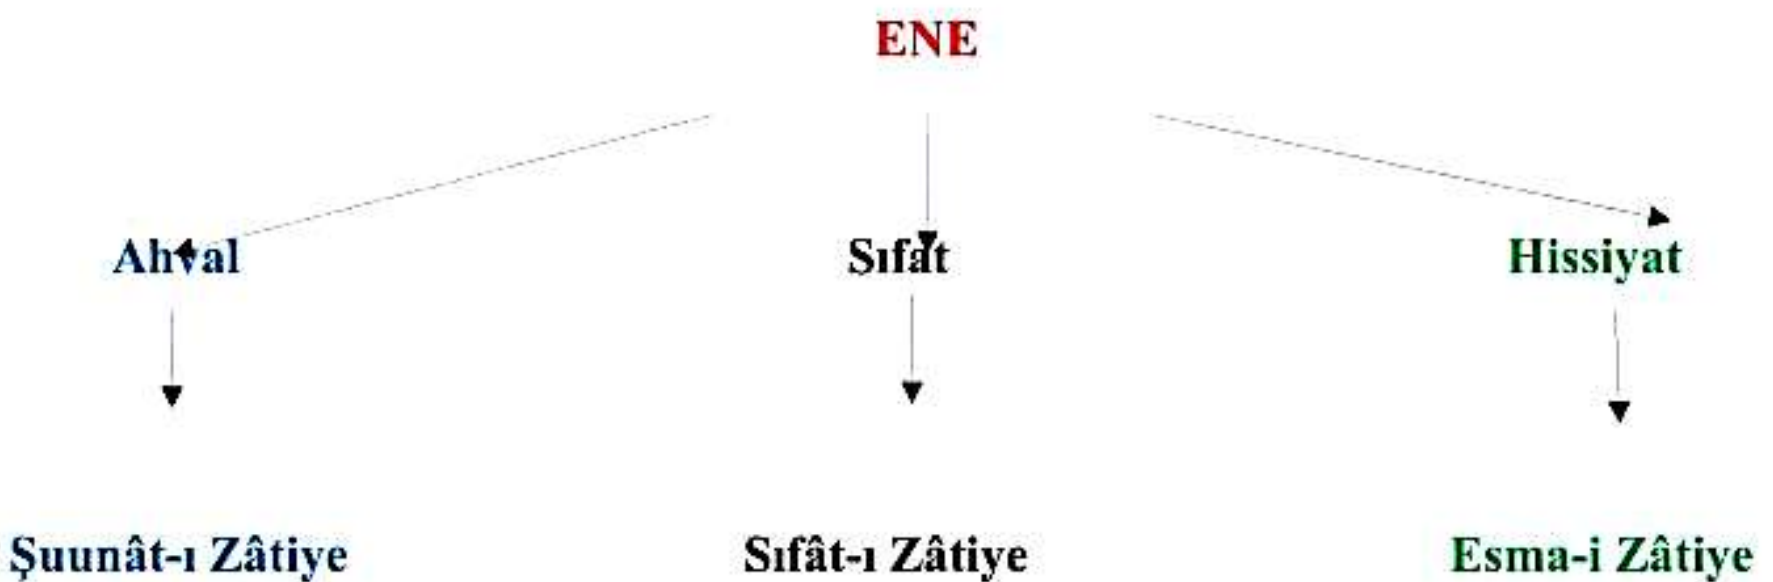 ENE
Ahval Sıfat Hissiyat
Şuunât-ı Zâtiye Sıfât-ı Zâtiye Esma-i Zâtiye